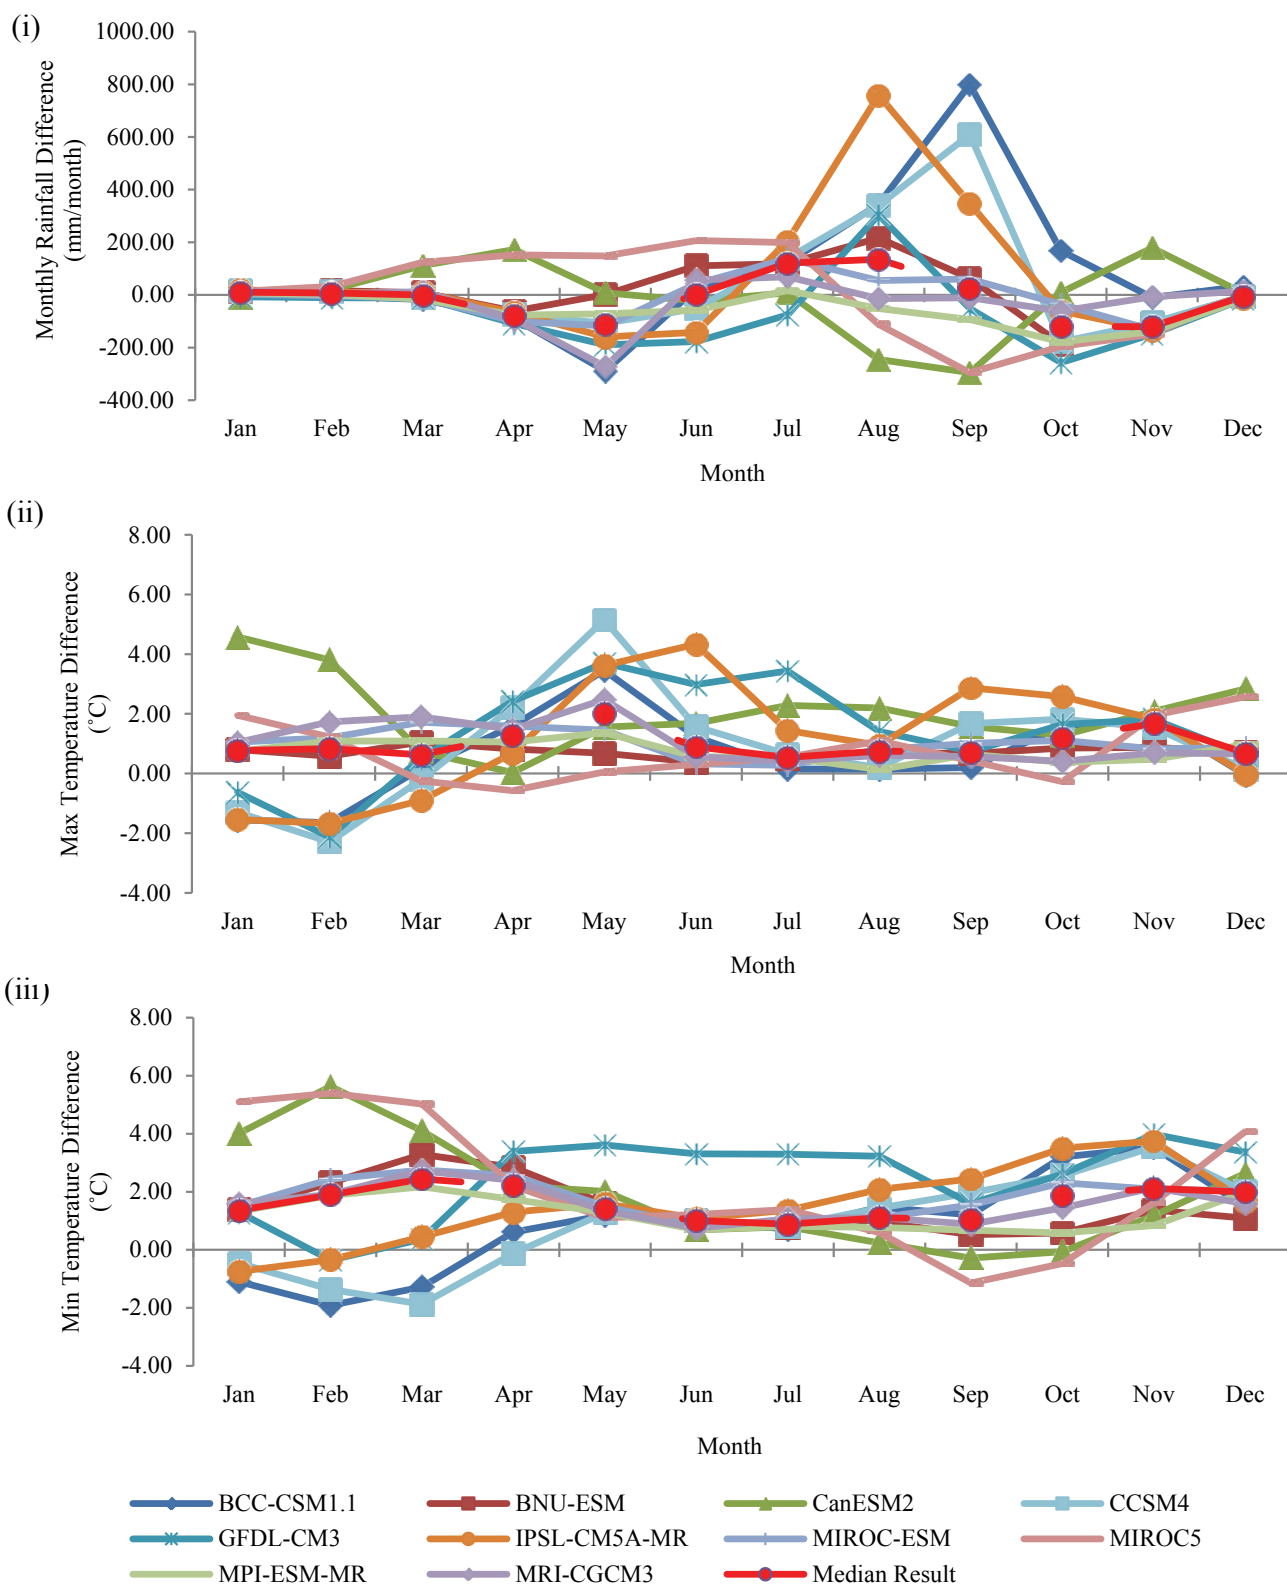 (i)
Monthly Rainfall Difference
(mm/month)
1000.00
800.00
600.00
400.00
200.00
0.00
-200.00
-400.00
Jan Feb Mar Apr May Jun Jul Aug Sep Oct Nov Dec
Month
(ii)
Max Temperature Difference
(˚C)
8.00
6.00
4.00
2.00
0.00
-2.00
-4.00
Jan Feb Mar Apr May Jun Jul Aug Sep Oct Nov Dec
Month
(iii)
Min Temperature Difference
(˚C)
8.00
6.00
4.00
2.00
0.00
-2.00
-4.00
Jan Feb Mar Apr May Jun Jul Aug Sep Oct Nov Dec
Month
BCC-CSM1.1 BNU-ESM CanESM2 CCSM4
GFDL-CM3 IPSL-CM5A-MR MIROC-ESM MIROC5
MPI-ESM-MR MRI-CGCM3 Median Result